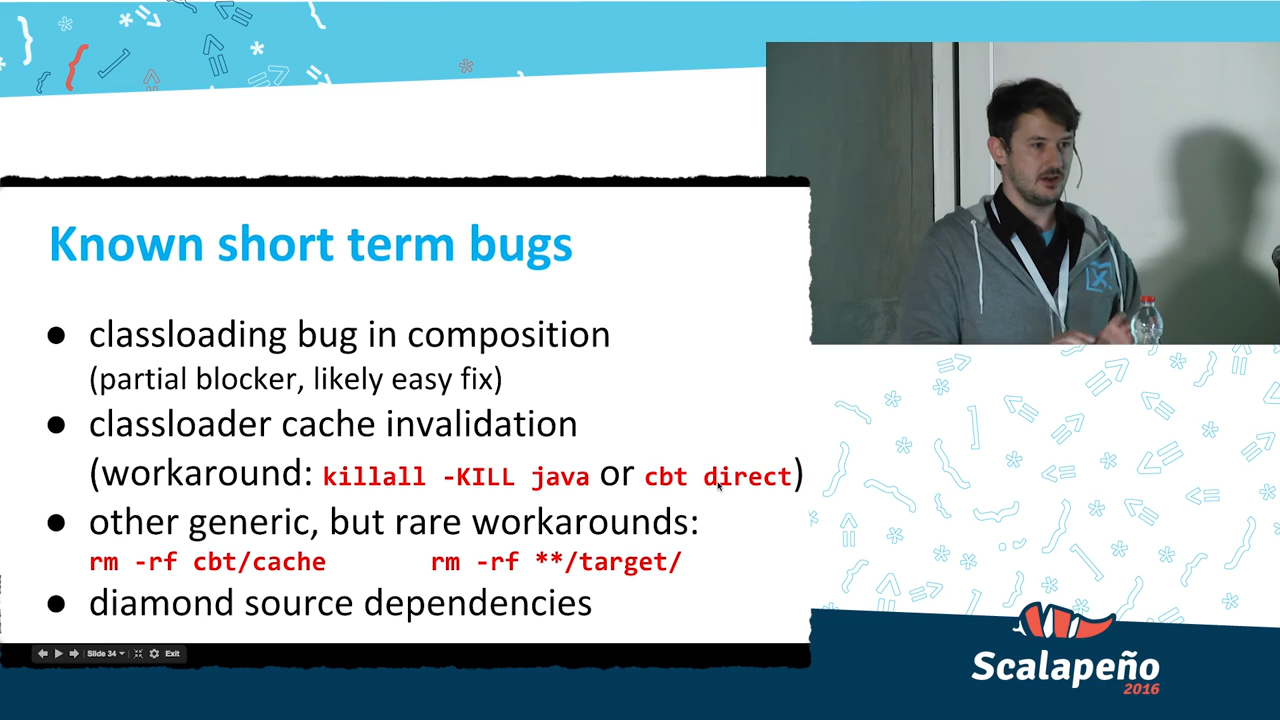 Known short term bugs
● classloading bug in composition
(partial blocker, likely easy fix)
● classloader cache invalidation
(workaround: killall -KILL java or cbt direct)
● other generic, but rare workarounds:
rm -rf cbt/cache rm -rf **/target/
● diamond source dependencies
Slide 34
Exit
Scalapeño
2016